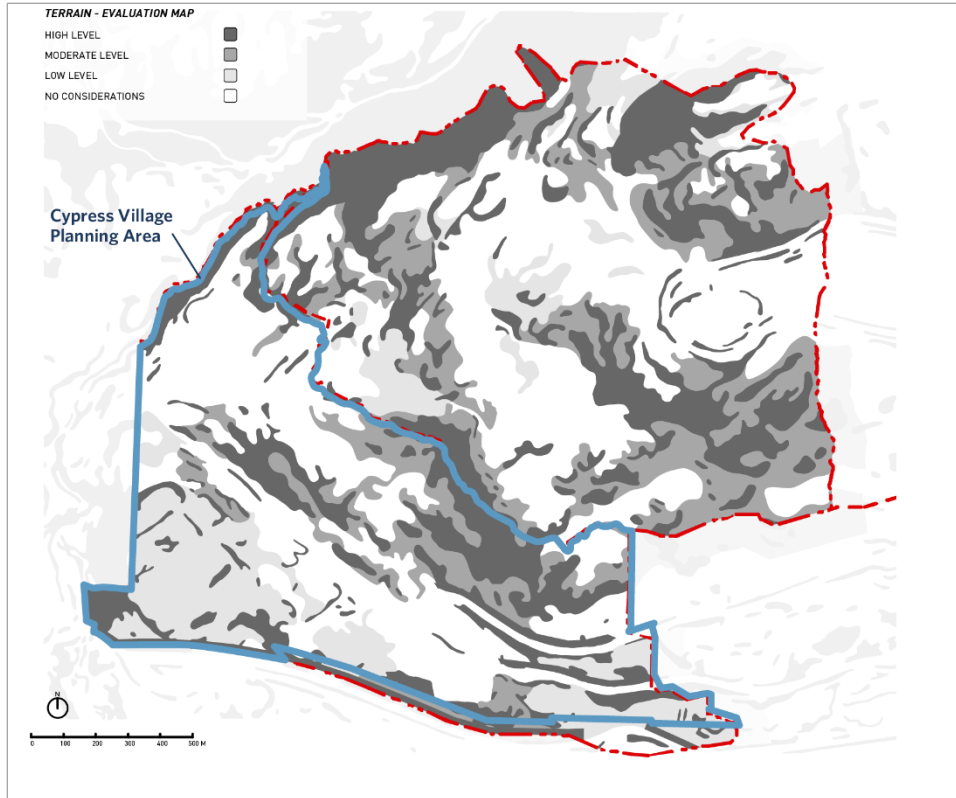 TERRAIN - EVALUATION MAP
HIGH LEVEL
MODERATE LEVEL
LOW LEVEL
NO CONSIDERATIONS
Cypress Village
Planning Area
N
0 100 200 300 400 500 M